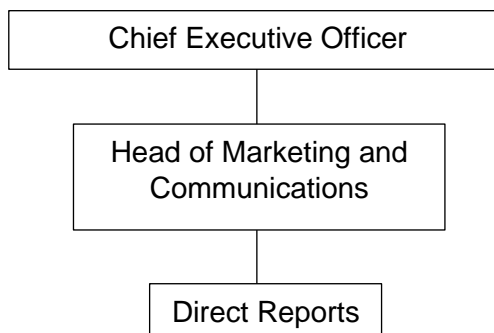 Chief Executive Officer
Head of Marketing and
Communications
Direct Reports